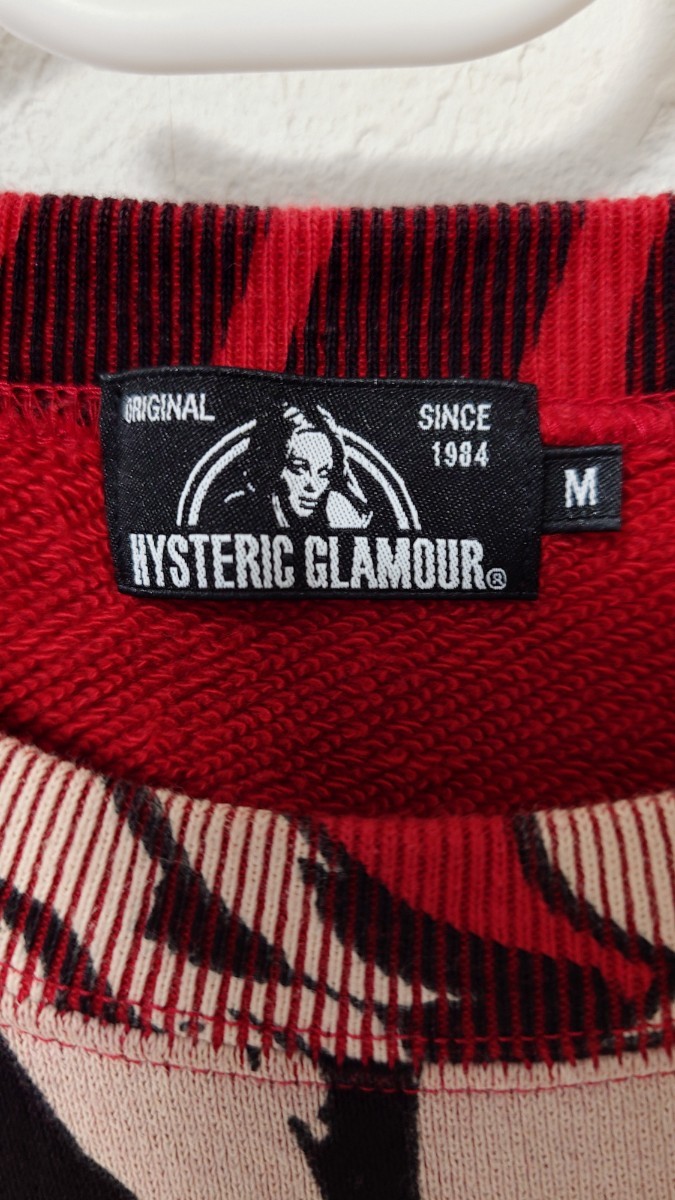 ORIGINAL
SINCE
1984
HYSTERIC GLAMOUR®
M